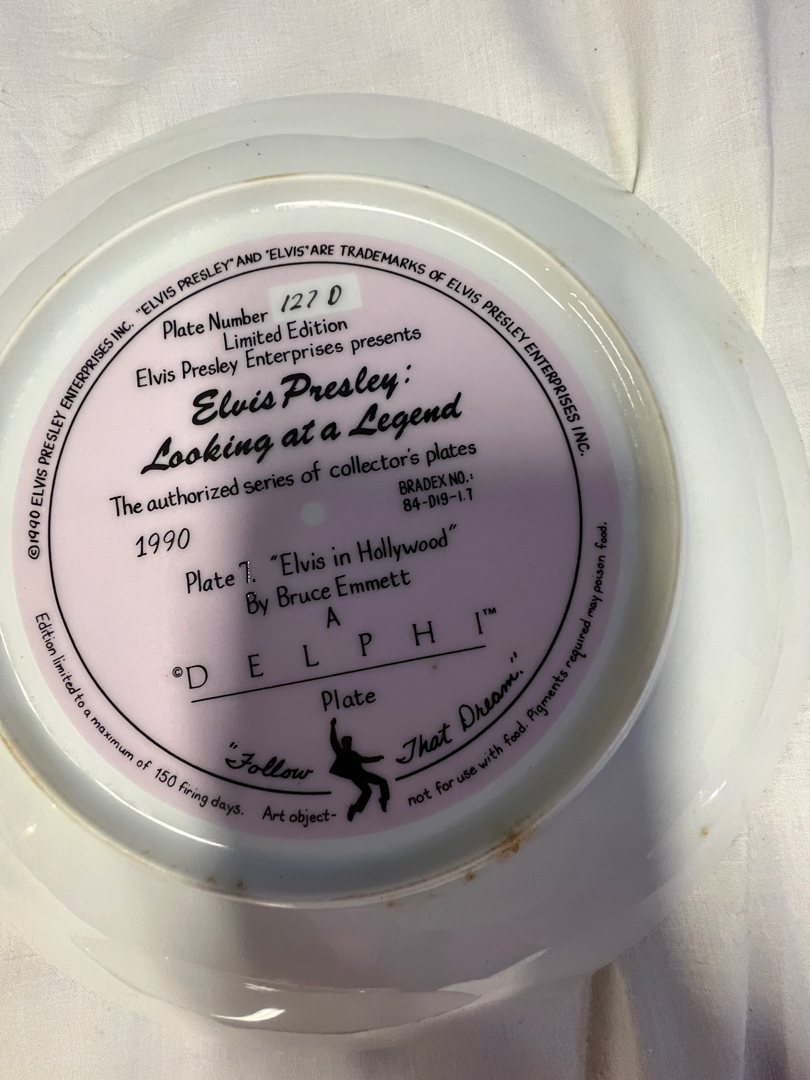 ©1990 ELVIS PRESLEY ENTERPRISES INC. "ELVIS PRESLEY" AND "ELVIS" ARE TRADEMARKS OF ELVIS PRESLEY ENTERPRISES INC.
Plate Number 127 D
Limited Edition
Elvis Presley Enterprises presents
Elvis Presley:
Looking at a Legend
The authorized series of collector's plates
BRADEX NO.:
84-D19-1.7
1990
Plate 7. "Elvis in Hollywood"
By Bruce Emmett
A
©DELPHI™
Plate
"Follow That Dream."
Edition limited to a maximum of 150 firing days. Art object- not for use with food. Pigments required may poison food.